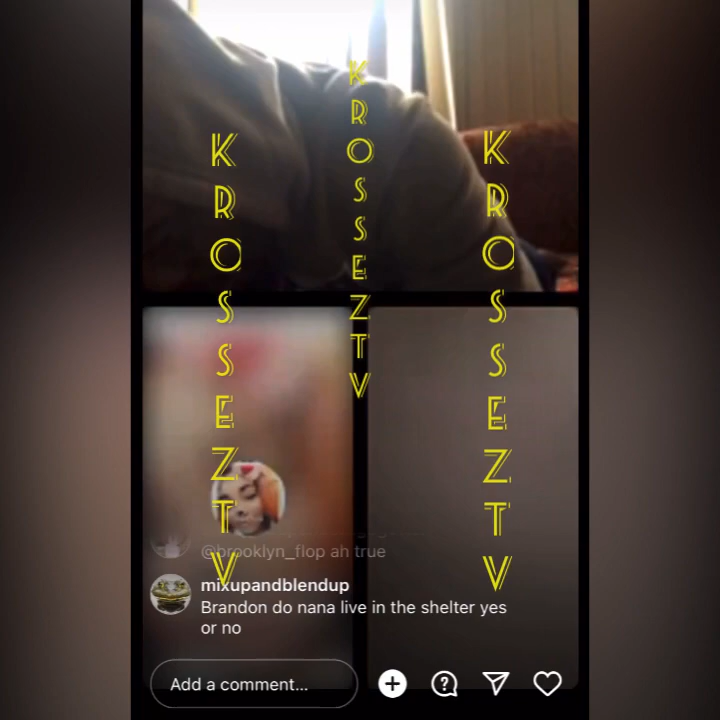 KROSSEZTV
KROSSEZTV
KROSSEZTV
@brooklyn_flop ah true
mixupandblendup
Brandon do nana live in the shelter yes
or no
Add a comment...